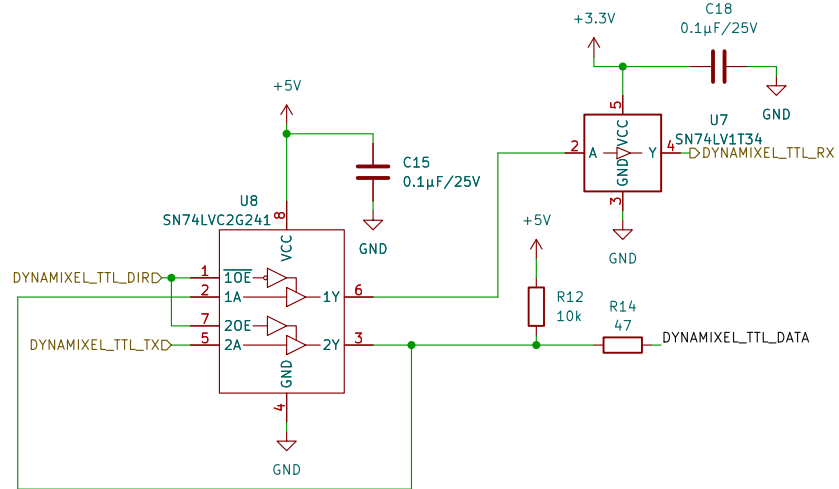 C18
0.1µF/25V
+3.3V
GND
5
VCC
U7
SN74LV1T34
2
A
Y
4
DYNAMIXEL_TTL_RX
GND
3
GND
+5V
C15
0.1µF/25V
GND
U8
SN74LVC2G241
8
VCC
DYNAMIXEL_TTL_DIR
1
1OE
2
1A
1Y
6
7
2OE
DYNAMIXEL_TTL_TX
5
2A
2Y
3
GND
4
GND
+5V
R12
10k
R14
47
DYNAMIXEL_TTL_DATA